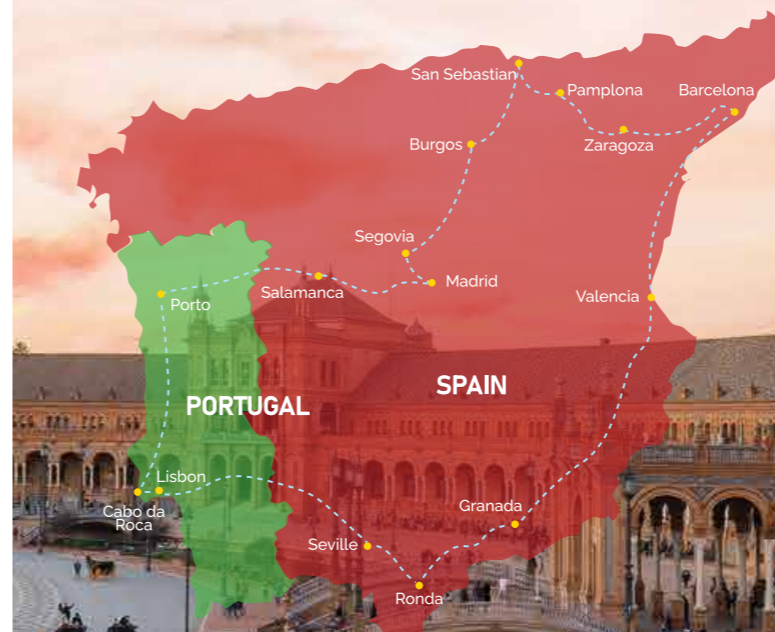 San Sebastian
Pamplona
Barcelona
Burgos
Zaragoza
Segovia
Madrid
Salamanca
Porto
Valencia
SPAIN
PORTUGAL
Lisbon
Cabo da
Roca
Granada
Seville
Ronda